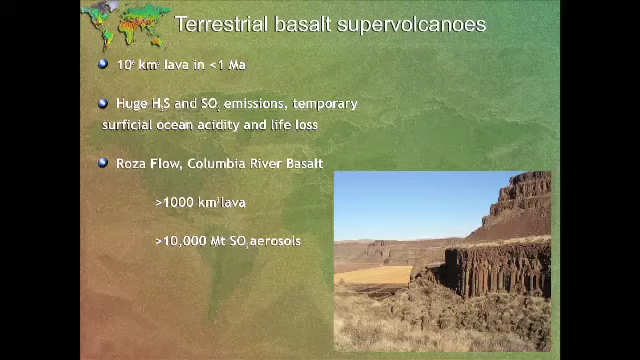 Terrestrial basalt supervolcanoes
10⁶ km³ lava in <1 Ma
Huge H₂S and SO₂ emissions, temporary
surficial ocean acidity and life loss
Roza Flow, Columbia River Basalt
>1000 km³ lava
>10,000 Mt SO₂ aerosols